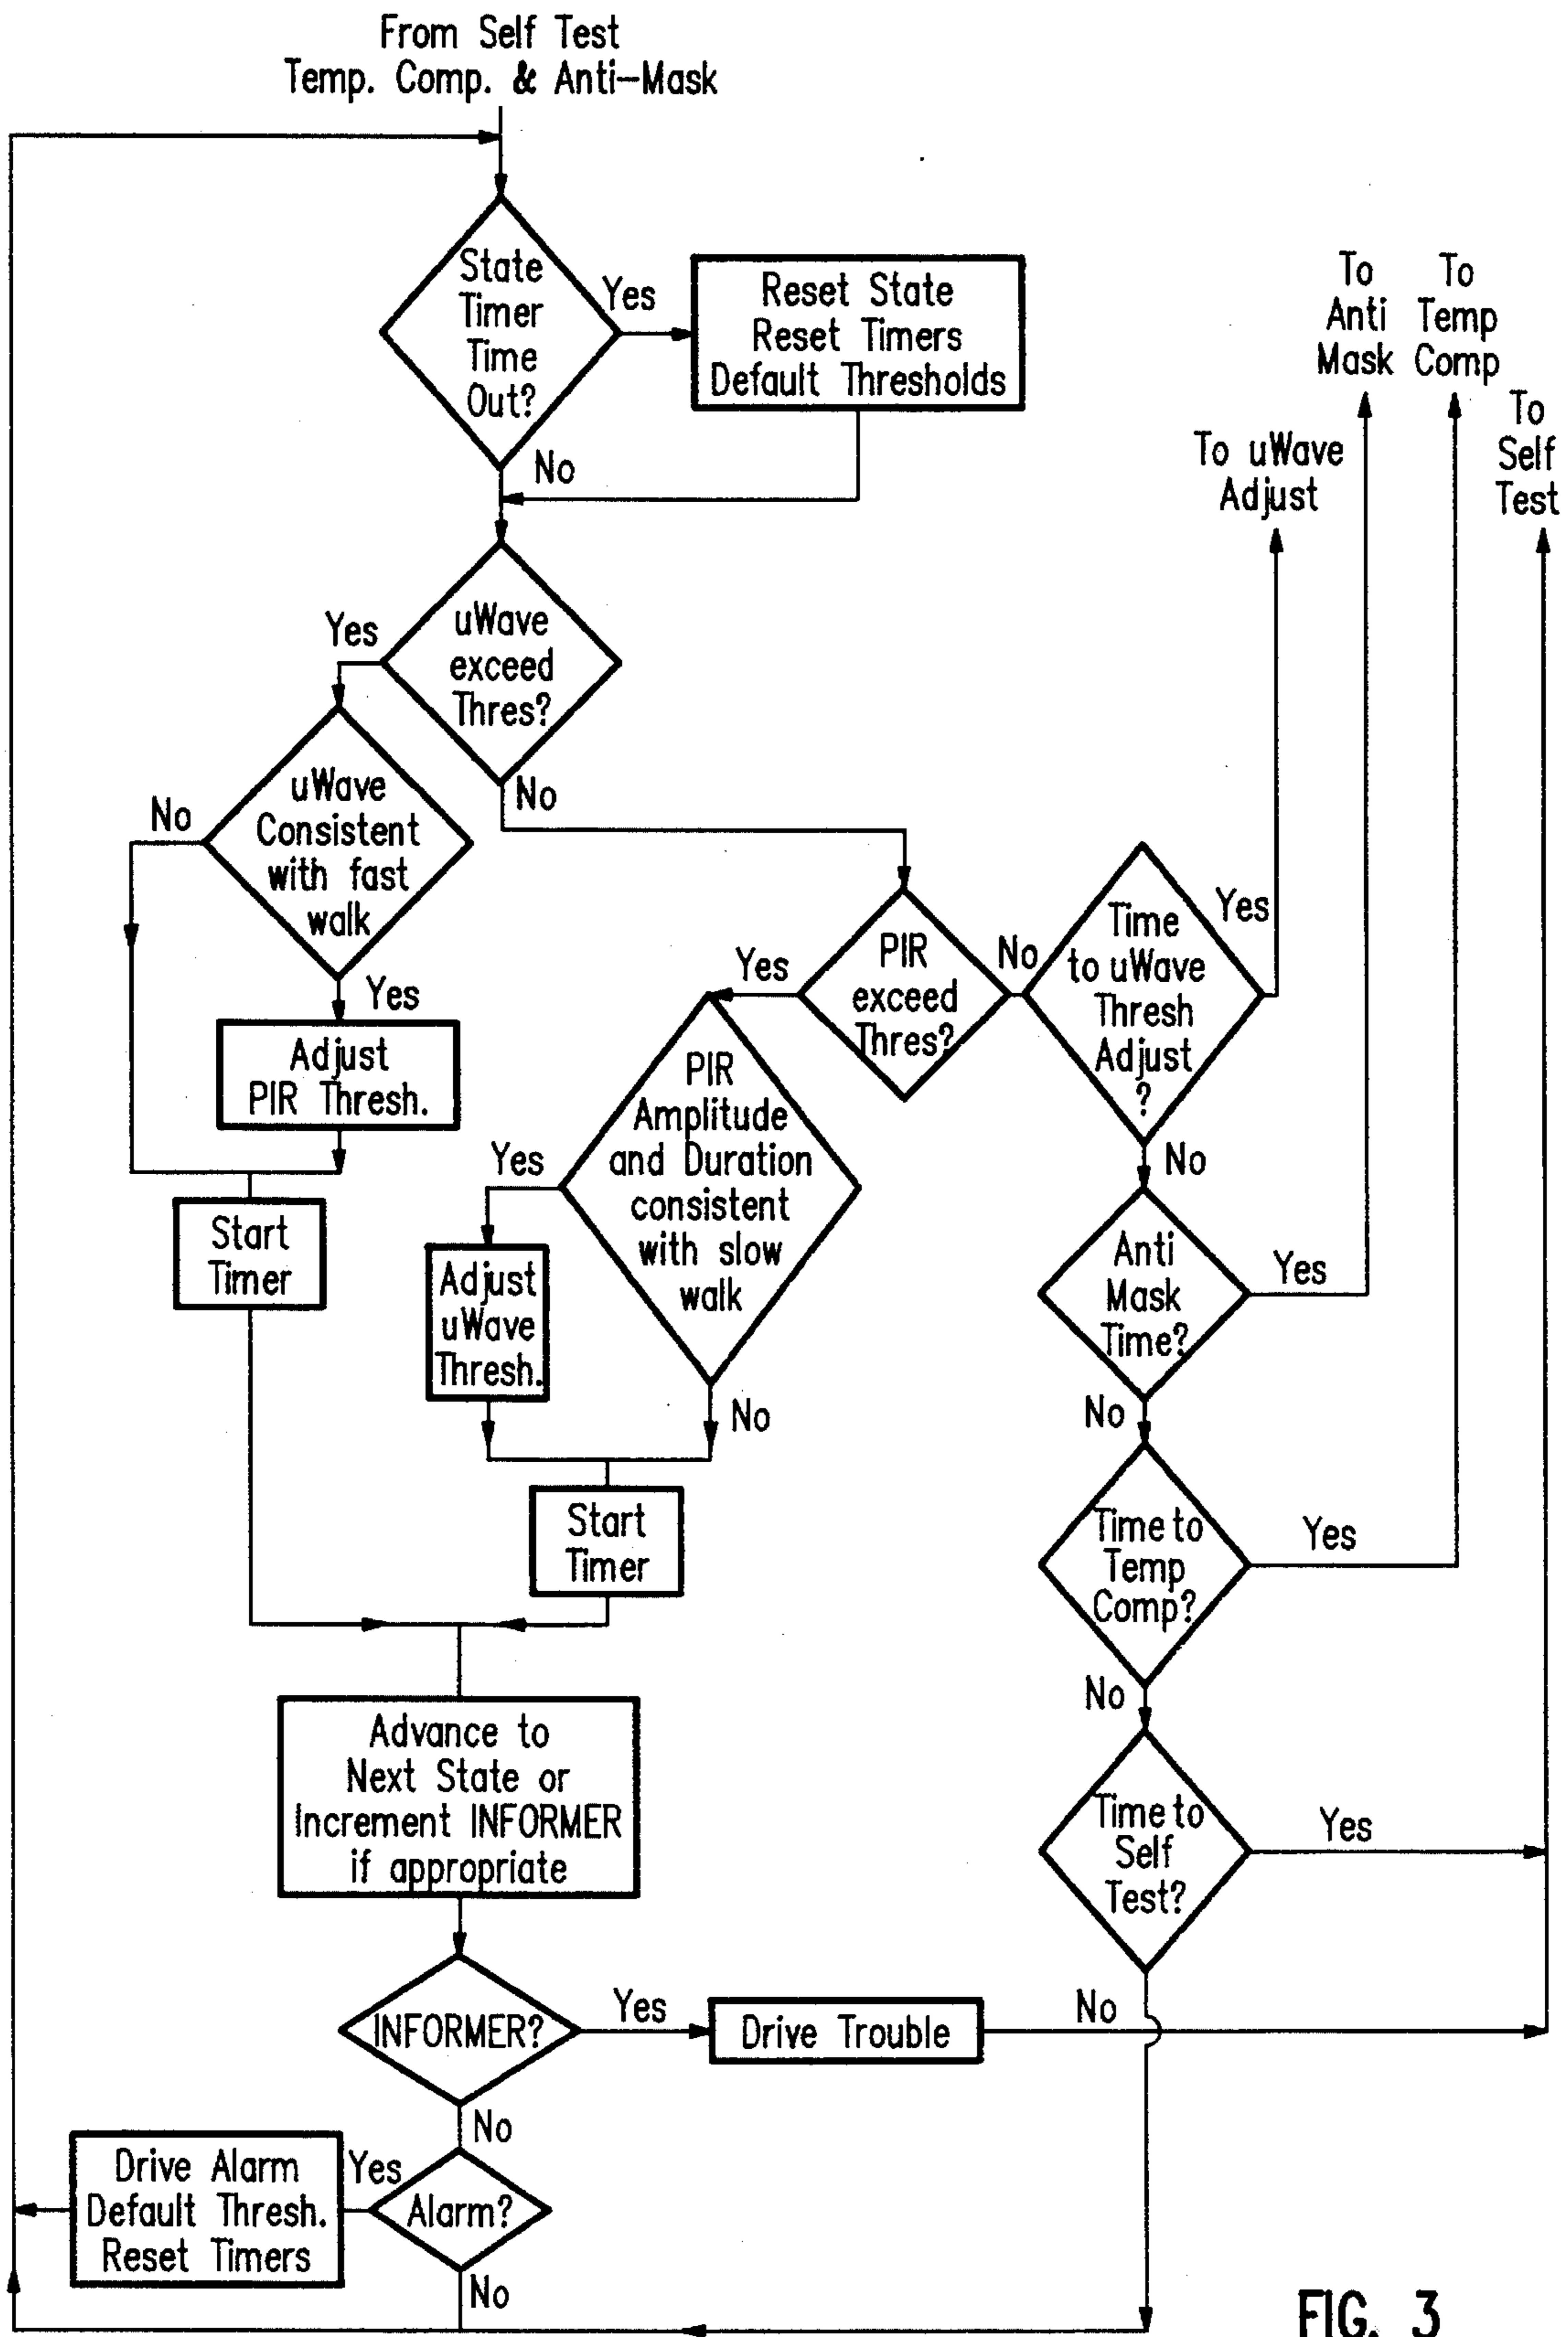 From Self Test
Temp. Comp. & Anti-Mask
State
Timer
Time
Out?
Yes
Reset State
Reset Timers
Default Thresholds
No
To
Anti
Mask
To
Temp
Comp
To
Self
Test
To uWave
Adjust
uWave
exceed
Thres?
Yes
No
uWave
Consistent
with fast
walk
No
Yes
Adjust
PIR Thresh.
Start
Timer
PIR
exceed
Thres?
Yes
No
Time
to uWave
Thresh
Adjust
?
Yes
No
PIR
Amplitude
and Duration
consistent
with slow
walk
Yes
No
Adjust
uWave
Thresh.
Start
Timer
Anti
Mask
Time?
Yes
No
Time to
Temp
Comp?
Yes
No
Time to
Self
Test?
Yes
No
Advance to
Next State or
Increment INFORMER
if appropriate
INFORMER?
Yes
Drive Trouble
No
Alarm?
Yes
Drive Alarm
Default Thresh.
Reset Timers
No
FIG. 3